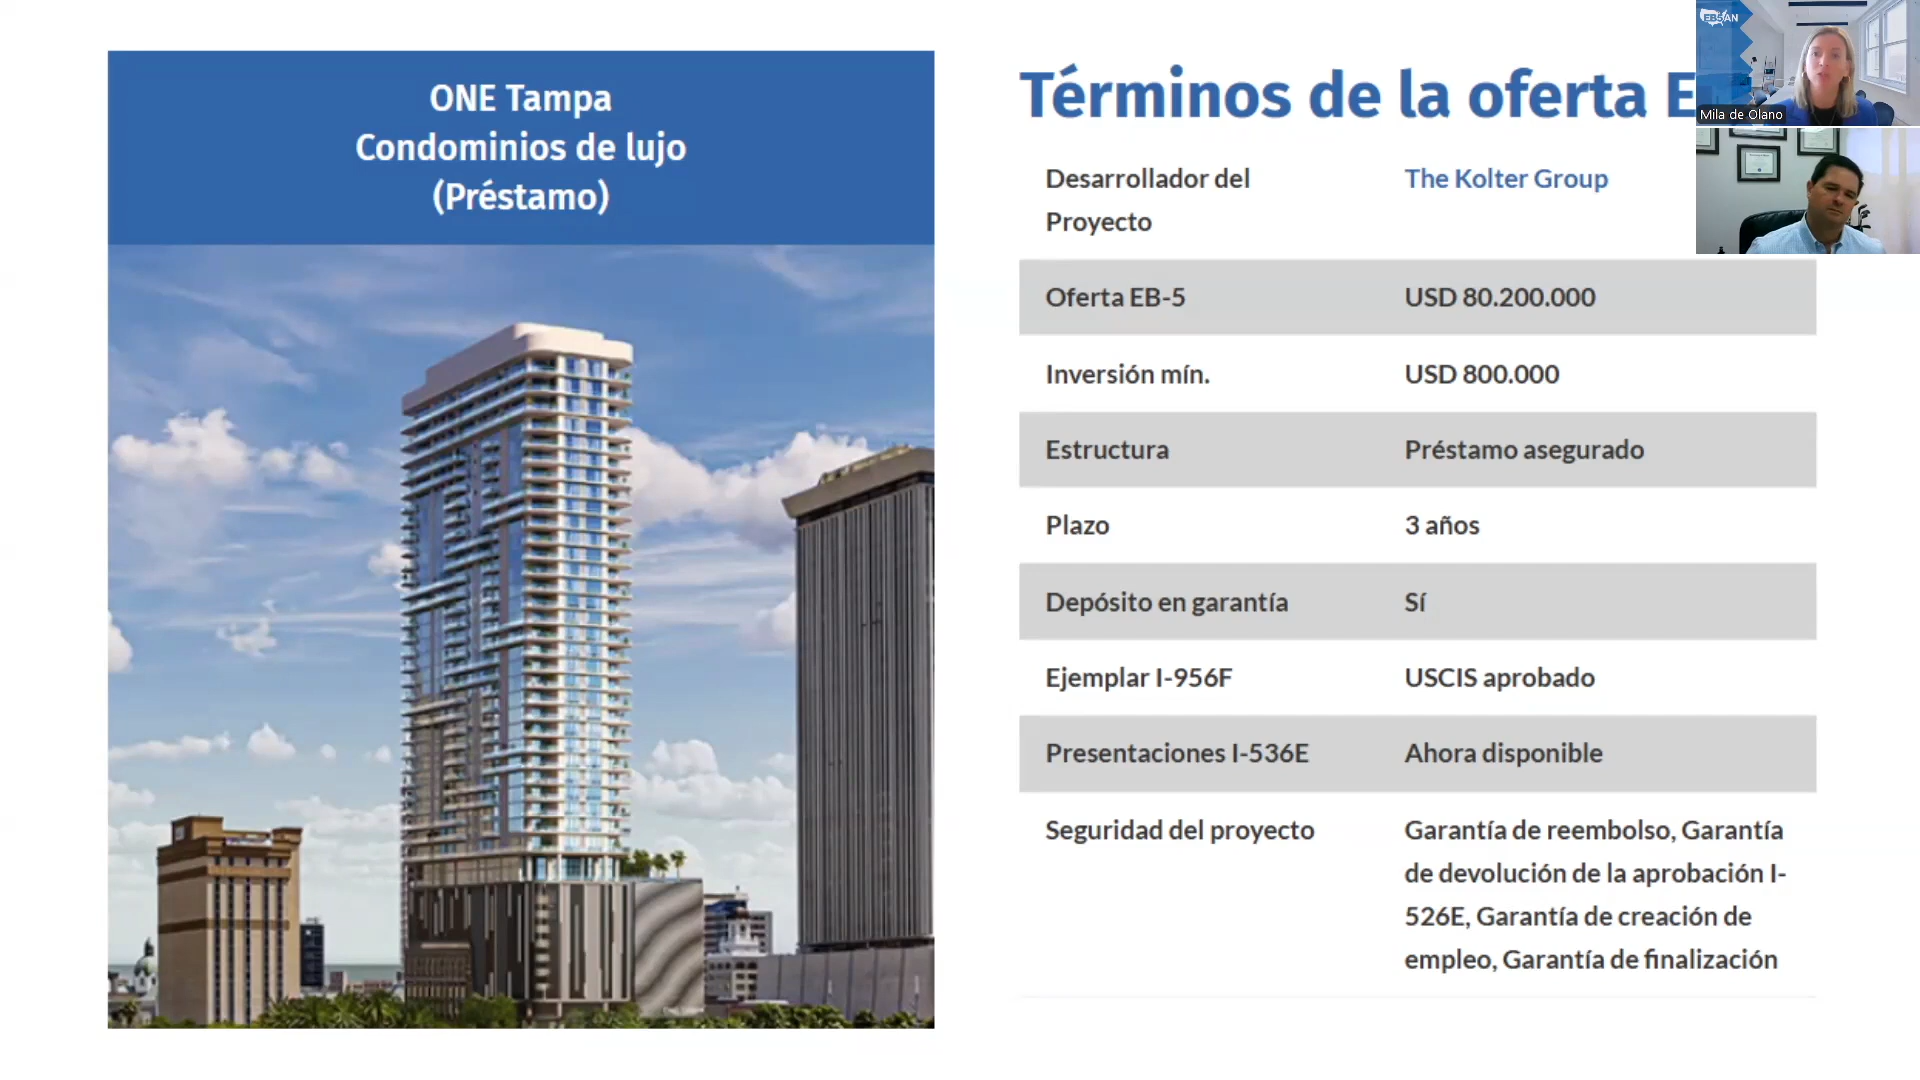 ONE Tampa
Condominios de lujo
(Préstamo)
Términos de la oferta E
EB5AN
Mila de Olano
Desarrollador del
Proyecto
The Kolter Group
Oferta EB-5
USD 80.200.000
Inversión mín.
USD 800.000
Estructura
Préstamo asegurado
Plazo
3 años
Depósito en garantía
Sí
Ejemplar I-956F
USCIS aprobado
Presentaciones I-536E
Ahora disponible
Seguridad del proyecto
Garantía de reembolso, Garantía
de devolución de la aprobación I-
526E, Garantía de creación de
empleo, Garantía de finalización